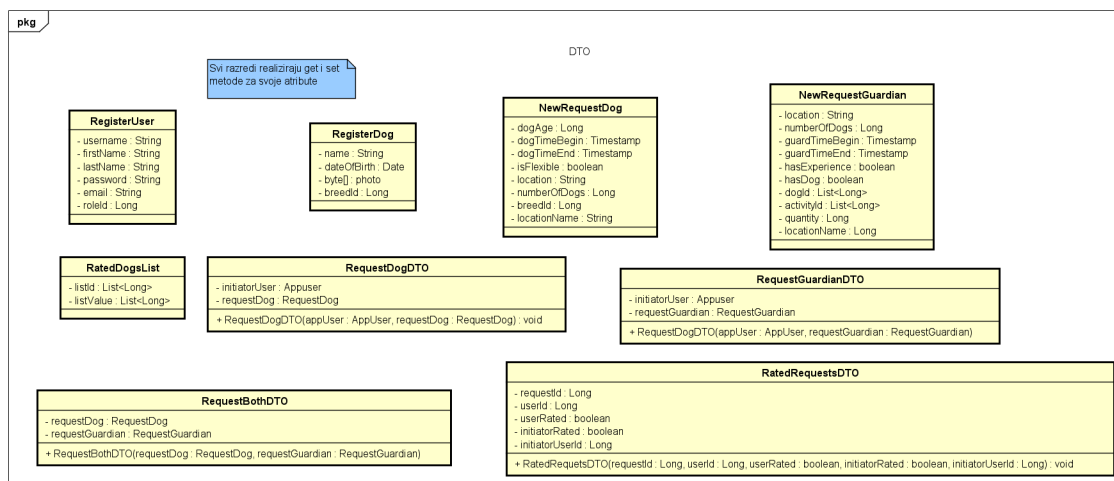 pkg
DTO
Svi razredi realiziraju get i set
metode za svoje atribute
RegisterUser
- username : String
- firstName : String
- lastName : String
- password : String
- email : String
- roleId : Long
RegisterDog
- name : String
- dateOfBirth : Date
- byte[] : photo
- breedId : Long
NewRequestDog
- dogAge : Long
- dogTimeBegin : Timestamp
- dogTimeEnd : Timestamp
- isFlexible : boolean
- location : String
- numberOfDogs : Long
- breedId : Long
- locationName : String
NewRequestGuardian
- location : String
- numberOfDogs : Long
- guardTimeBegin : Timestamp
- guardTimeEnd : Timestamp
- hasExperience : boolean
- hasDog : boolean
- dogId : List<Long>
- activityId : List<Long>
- quantity : Long
- locationName : Long
RatedDogsList
- listId : List<Long>
- listValue : List<Long>
RequestDogDTO
- initiatorUser : Appuser
- requestDog : RequestDog
+ RequestDogDTO(appUser : AppUser, requestDog : RequestDog) : void
RequestGuardianDTO
- initiatorUser : Appuser
- requestGuardian : RequestGuardian
+ RequestDogDTO(appUser : AppUser, requestGuardian : RequestGuardian)
RequestBothDTO
- requestDog : RequestDog
- requestGuardian : RequestGuardian
+ RequestBothDTO(requestDog : RequestDog, requestGuardian : RequestGuardian)
RatedRequestsDTO
- requestId : Long
- userId : Long
- userRated : boolean
- initiatorRated : boolean
- initiatorUserId : Long
+ RatedRequetsDTO(requestId : Long, userId : Long, userRated : boolean, initiatorRated : boolean, initiatorUserId : Long) : void